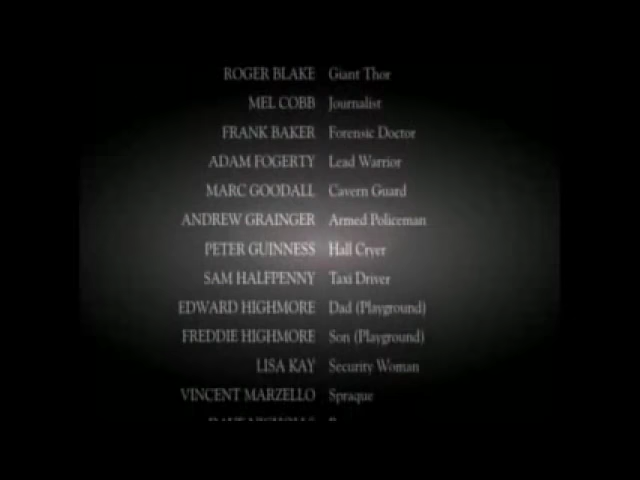 ROGER BLAKE Giant Thor
MEL COBB Journalist
FRANK BAKER Forensic Doctor
ADAM FOGERTY Lead Warrior
MARC GOODALL Cavern Guard
ANDREW GRAINGER Armed Policeman
PETER GUINNESS Hall Cryer
SAM HALFPENNY Taxi Driver
EDWARD HIGHMORE Dad (Playground)
FREDDIE HIGHMORE Son (Playground)
LISA KAY Security Woman
VINCENT MARZELLO Spraque